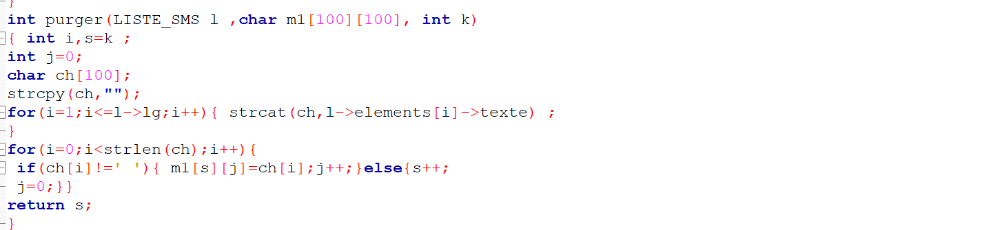 }
int purger(LISTE_SMS l ,char m1[100][100], int k)
{ int i,s=k ;
int j=0;
char ch[100];
strcpy(ch,"");
for(i=1;i<=l->lg;i++){ strcat(ch,l->elements[i]->texte) ;
}
for(i=0;i<strlen(ch);i++){
if(ch[i]!=' '){ m1[s][j]=ch[i];j++;}else{s++;
j=0;}}
return s;
}